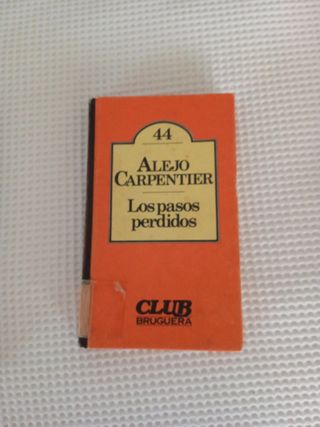 44
ALEJO
CARPENTIER
Los pasos
perdidos
CLUB
BRUGUERA